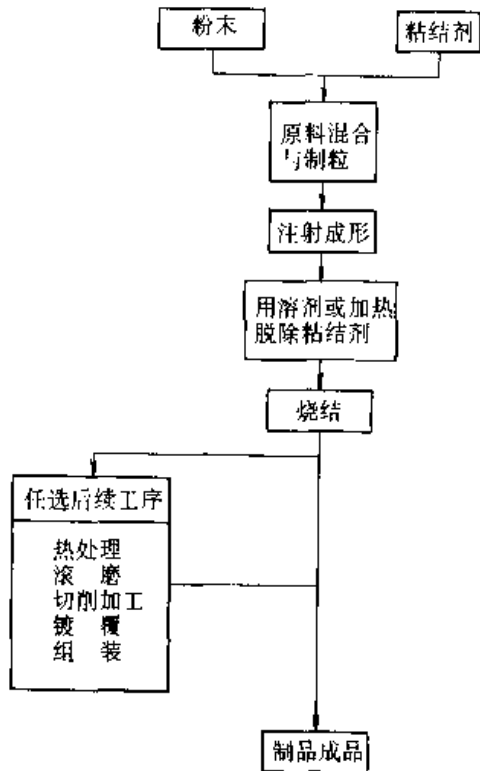 粉末
粘结剂
原料混合
与制粒
注射成形
用溶剂或加热
脱除粘结剂
烧结
任选后续工序
热处理
滚 磨
切削加工
镀 覆
组 装
制品成品